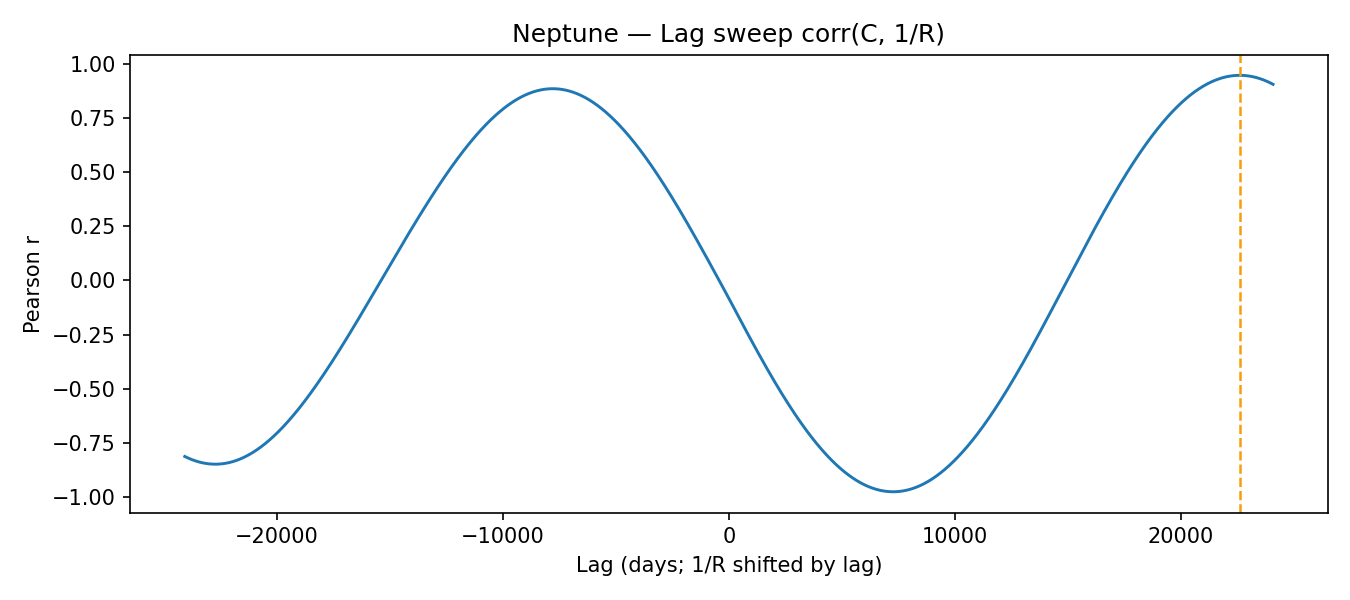 Neptune — Lag sweep corr(C, 1/R)
1.00
0.75
0.50
0.25
0.00
−0.25
−0.50
−0.75
−1.00
Pearson r
−20000 −10000 0 10000 20000
Lag (days; 1/R shifted by lag)